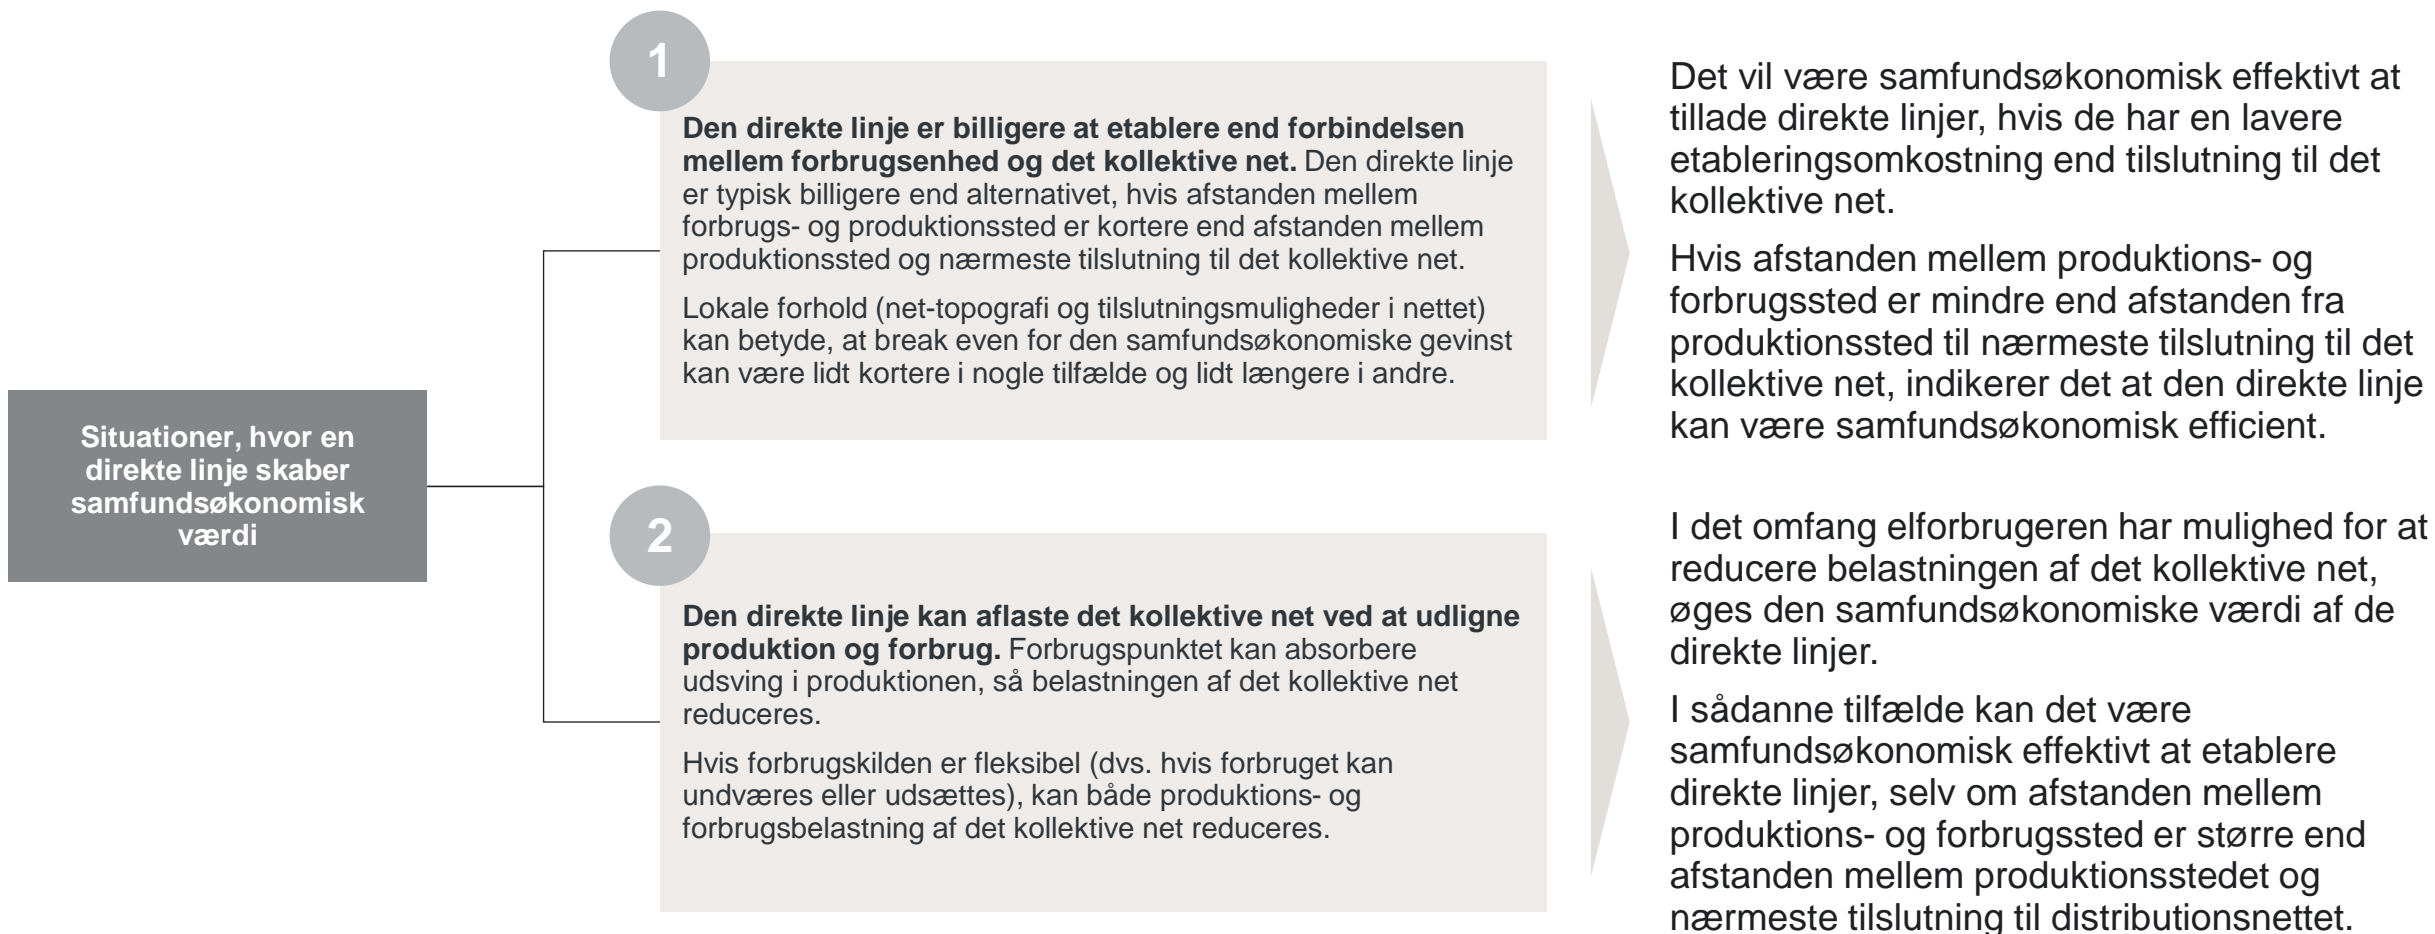 Situationer, hvor en
direkte linje skaber
samfundsøkonomisk
værdi
1
Den direkte linje er billigere at etablere end forbindelsen
mellem forbrugsenhed og det kollektive net. Den direkte linje
er typisk billigere end alternativet, hvis afstanden mellem
forbrugs- og produktionssted er kortere end afstanden mellem
produktionssted og nærmeste tilslutning til det kollektive net.
Lokale forhold (net-topografi og tilslutningsmuligheder i nettet)
kan betyde, at break even for den samfundsøkonomiske gevinst
kan være lidt kortere i nogle tilfælde og lidt længere i andre.
Det vil være samfundsøkonomisk effektivt at
tillade direkte linjer, hvis de har en lavere
etableringsomkostning end tilslutning til det
kollektive net.
Hvis afstanden mellem produktions- og
forbrugssted er mindre end afstanden fra
produktionssted til nærmeste tilslutning til det
kollektive net, indikerer det at den direkte linje
kan være samfundsøkonomisk efficient.
2
Den direkte linje kan aflaste det kollektive net ved at udligne
produktion og forbrug. Forbrugspunktet kan absorbere
udsving i produktionen, så belastningen af det kollektive net
reduceres.
Hvis forbrugskilden er fleksibel (dvs. hvis forbruget kan
undværes eller udsættes), kan både produktions- og
forbrugsbelastning af det kollektive net reduceres.
I det omfang elforbrugeren har mulighed for at
reducere belastningen af det kollektive net,
øges den samfundsøkonomiske værdi af de
direkte linjer.
I sådanne tilfælde kan det være
samfundsøkonomisk effektivt at etablere
direkte linjer, selv om afstanden mellem
produktions- og forbrugssted er større end
afstanden mellem produktionsstedet og
nærmeste tilslutning til distributionsnettet.